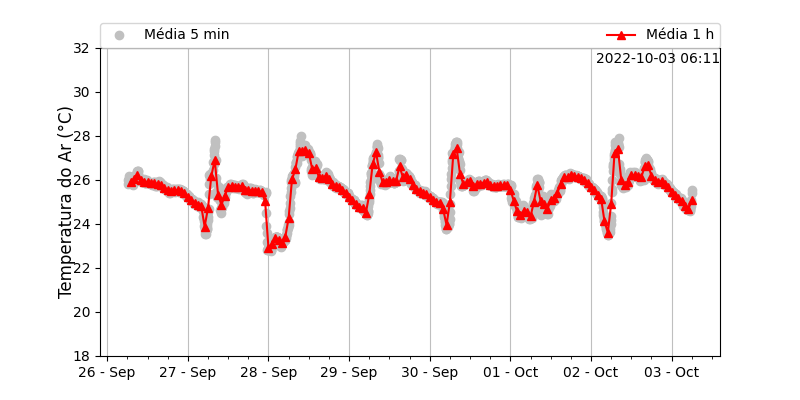 Média 5 min
Média 1 h
2022-10-03 06:11
Temperatura do Ar (°C)
32
30
28
26
24
22
20
18
26 - Sep
27 - Sep
28 - Sep
29 - Sep
30 - Sep
01 - Oct
02 - Oct
03 - Oct